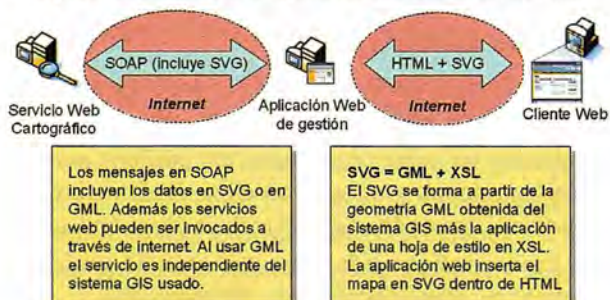 SOAP (incluye SVG)
Internet
HTML + SVG
Internet
Servicio Web
Cartográfico
Aplicación Web
de gestión
Cliente Web
Los mensajes en SOAP
incluyen los datos en SVG o en
GML. Además los servicios
web pueden ser invocados a
través de internet. Al usar GML
el servicio es independiente del
sistema GIS usado.
SVG = GML + XSL
El SVG se forma a partir de la
geometría GML obtenida del
sistema GIS más la aplicación
de una hoja de estilo en XSL.
La aplicación web inserta el
mapa en SVG dentro de HTML